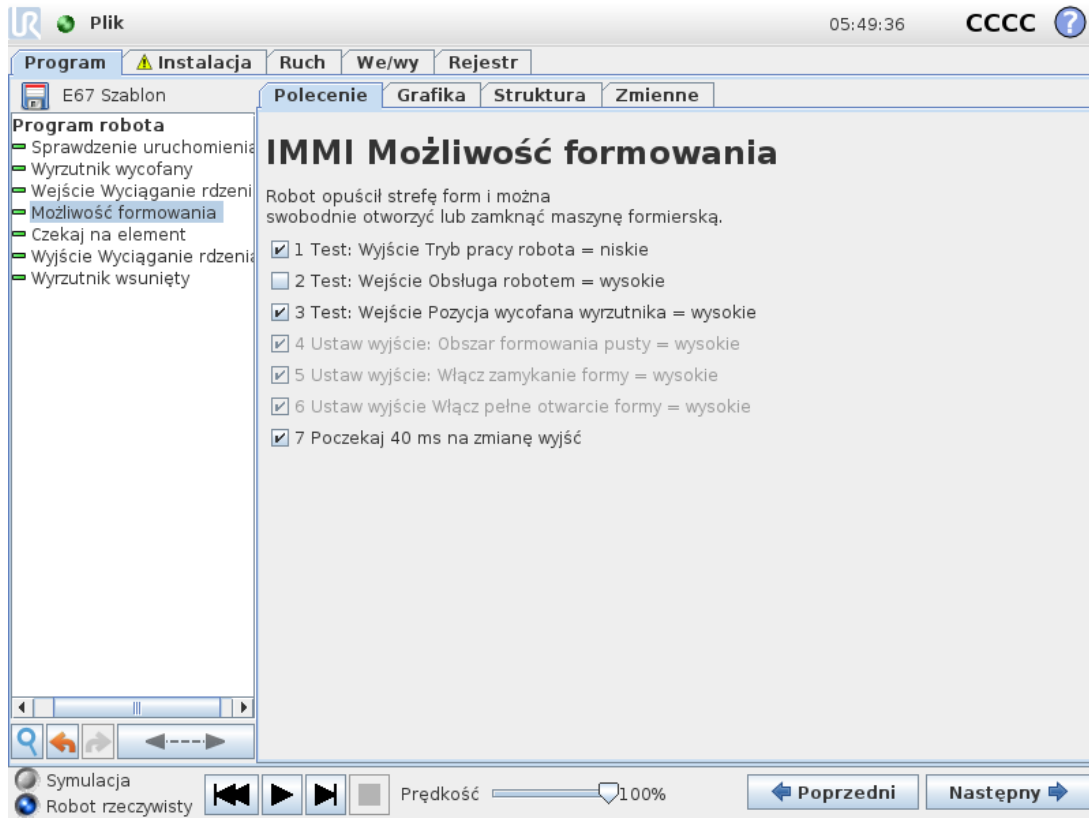 UR Plik 05:49:36 CCCC ?
Program Instalacja Ruch We/wy Rejestr
E67 Szablon Polecenie Grafika Struktura Zmienne
Program robota
Sprawdzenie uruchomienia
Wyrzutnik wycofany
Wejście Wyciąganie rdzeni
Możliwość formowania
Czekaj na element
Wyjście Wyciąganie rdzenia
Wyrzutnik wsunięty
IMMI Możliwość formowania
Robot opuścił strefę form i można
swobodnie otworzyć lub zamknąć maszynę formierską.
1 Test: Wyjście Tryb pracy robota = niskie
2 Test: Wejście Obsługa robotem = wysokie
3 Test: Wejście Pozycja wycofana wyrzutnika = wysokie
4 Ustaw wyjście: Obszar formowania pusty = wysokie
5 Ustaw wyjście: Włącz zamykanie formy = wysokie
6 Ustaw wyjście Włącz pełne otwarcie formy = wysokie
7 Poczekaj 40 ms na zmianę wyjść
Symulacja
Robot rzeczywisty
Prędkość 100% Poprzedni Następny